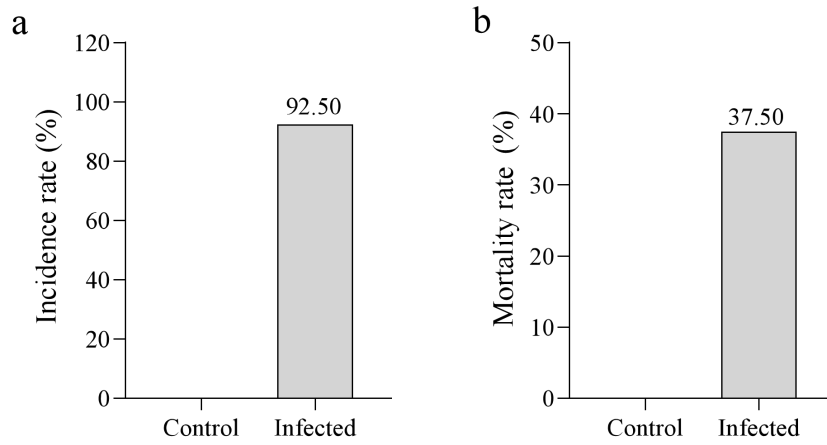 a
Incidence rate (%)
120
100
80
60
40
20
0
92.50
Control
Infected
b
Mortality rate (%)
50
40
30
20
10
0
37.50
Control
Infected